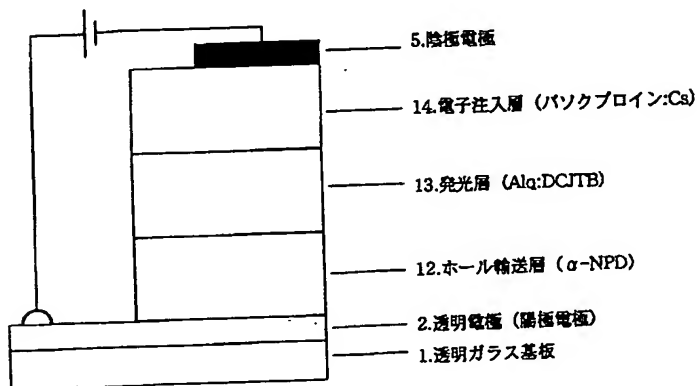 5.陰極電極
14.電子注入層 (バソクプロイン:Cs)
13.発光層 (Alq:DCJTB)
12.ホール輸送層 (α-NPD)
2.透明電極 (陽極電極)
1.透明ガラス基板